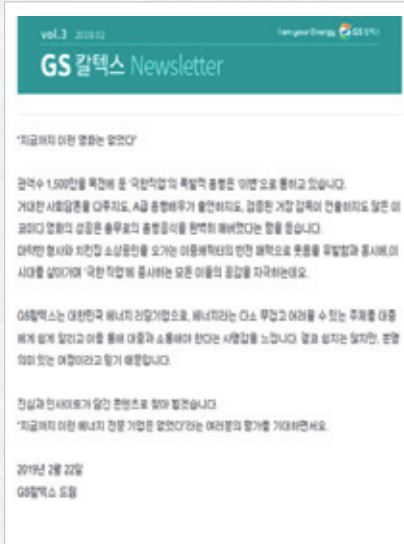 vol.3 2019.02
I am your Energy GS칼텍스
GS 칼텍스 Newsletter
"지금까지 이런 영화는 없었다"
관객수 1,500만을 목전에 둔 '극한직업'의 폭발적 흥행은 '이변'으로 통하고 있습니다.
거대한 사회담론을 다루지도, A급 흥행배우가 출연하지도, 검증된 거장 감독이 연출하지도 않은 이
코미디 영화의 성공은 충무로의 흥행공식을 완벽히 깨버렸다는 평을 듣습니다.
마약반 형사와 치킨집 소상공인을 오가는 이중캐릭터의 반전 매력으로 웃음을 유발함과 동시에, 이
시대를 살아가며 '극한 직업'에 종사하는 모든 이들의 공감을 자극하는데요.
GS칼텍스는 대한민국 에너지 리딩기업으로, 에너지라는 다소 무겁고 어려울 수 있는 주제를 대중
에게 쉽게 알리고 이를 통해 대중과 소통해야 한다는 사명감을 느낍니다. 결코 쉽지는 않지만, 분명
의미 있는 여정이라고 믿기 때문입니다.
진심과 인사이트가 담긴 콘텐츠로 찾아 뵙겠습니다.
"지금까지 이런 에너지 전문 기업은 없었다"라는 여러분의 평가를 기대하면서요.
2019년 2월 22일
GS칼텍스 드림